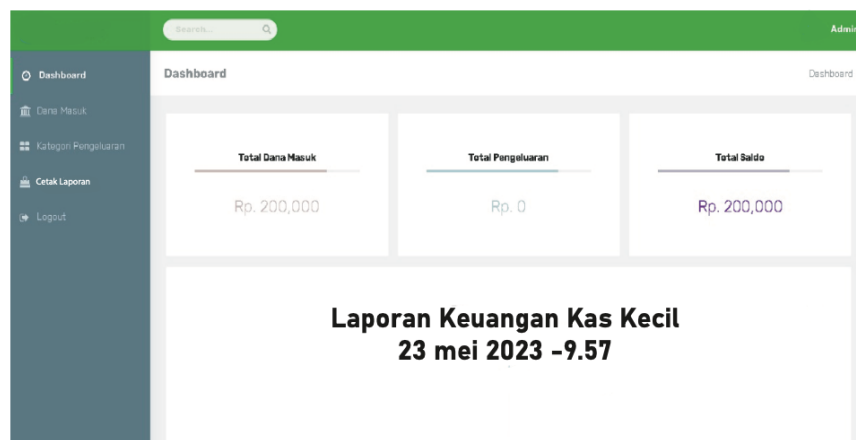 Search...
Admin
Dashboard
Dana Masuk
Kategori Pengeluaran
Cetak Laporan
Logout
Dashboard
Dashboard
Total Dana Masuk
Rp. 200,000
Total Pengeluaran
Rp. 0
Total Saldo
Rp. 200,000
Laporan Keuangan Kas Kecil
23 mei 2023 -9.57